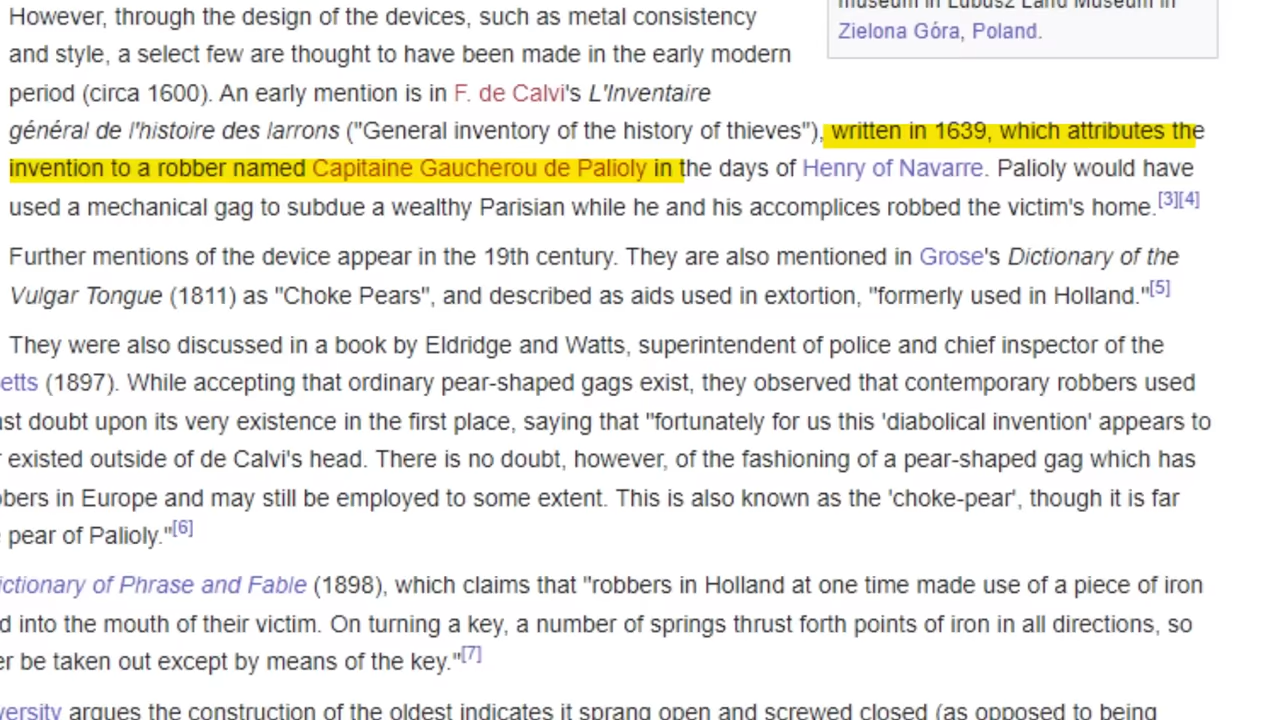 However, through the design of the devices, such as metal consistency
and style, a select few are thought to have been made in the early modern
period (circa 1600). An early mention is in F. de Calvi's L'Inventaire
général de l'histoire des larrons ("General inventory of the history of thieves"), written in 1639, which attributes the
invention to a robber named Capitaine Gaucherou de Palioly in the days of Henry of Navarre. Palioly would have
used a mechanical gag to subdue a wealthy Parisian while he and his accomplices robbed the victim's home.[3][4]
museum in Lubusz Land Museum in
Zielona Góra, Poland.
Further mentions of the device appear in the 19th century. They are also mentioned in Grose's Dictionary of the
Vulgar Tongue (1811) as "Choke Pears", and described as aids used in extortion, "formerly used in Holland."[5]
They were also discussed in a book by Eldridge and Watts, superintendent of police and chief inspector of the
etts (1897). While accepting that ordinary pear-shaped gags exist, they observed that contemporary robbers used
ast doubt upon its very existence in the first place, saying that "fortunately for us this 'diabolical invention' appears to
r existed outside of de Calvi's head. There is no doubt, however, of the fashioning of a pear-shaped gag which has
bbers in Europe and may still be employed to some extent. This is also known as the 'choke-pear', though it is far
pear of Palioly."[6]
ictionary of Phrase and Fable (1898), which claims that "robbers in Holland at one time made use of a piece of iron
d into the mouth of their victim. On turning a key, a number of springs thrust forth points of iron in all directions, so
er be taken out except by means of the key."[7]
versity argues the construction of the oldest indicates it sprang open and screwed closed (as opposed to being